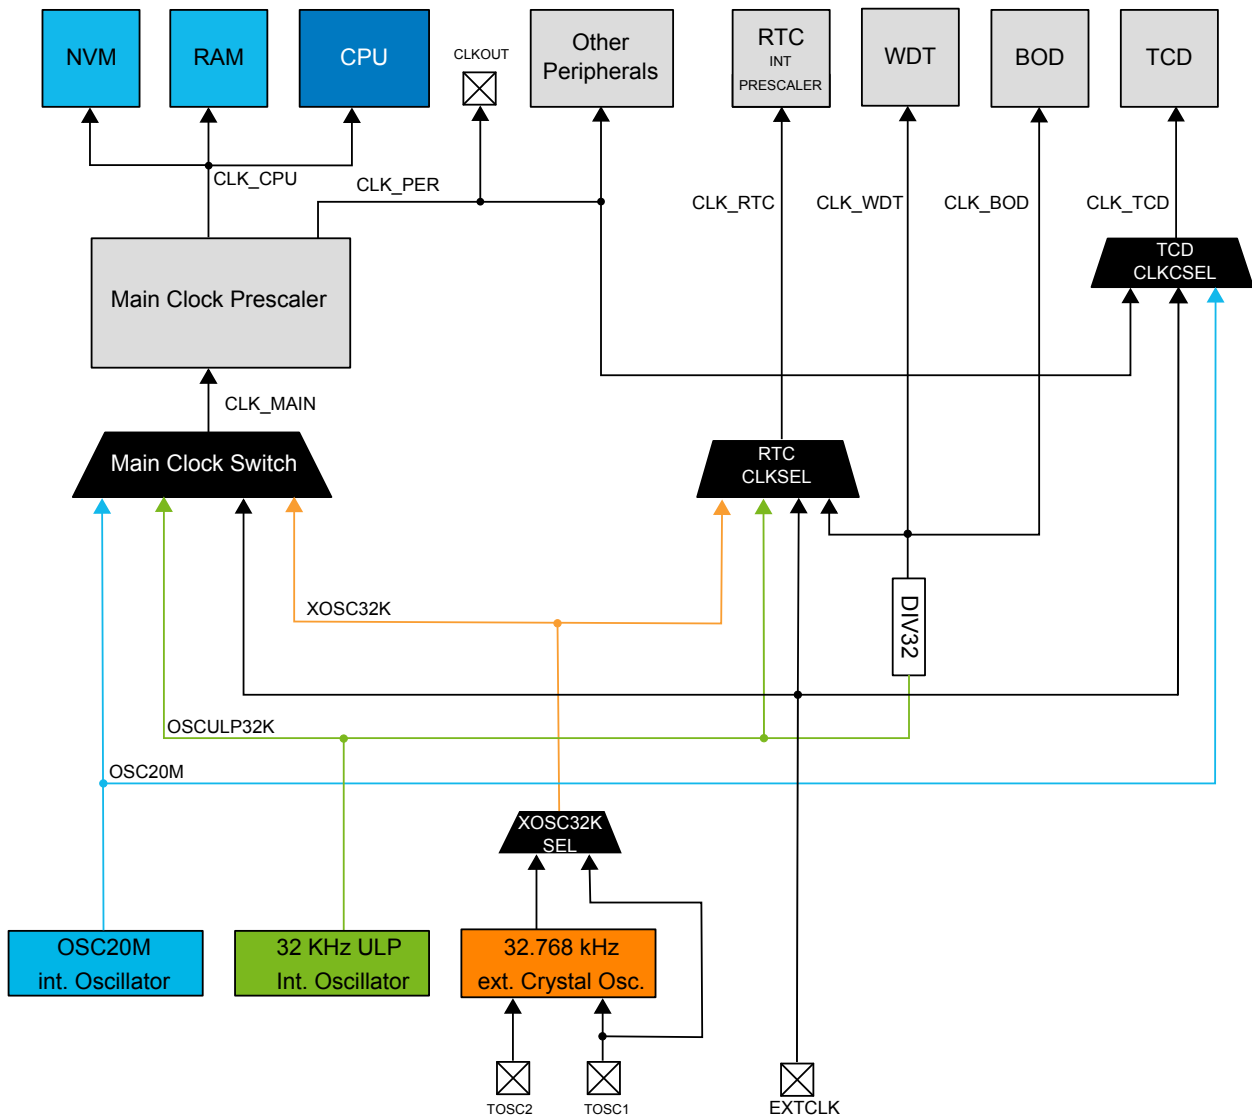 NVM
RAM
CPU
CLKOUT
Other
Peripherals
RTC
INT
PRESCALER
WDT
BOD
TCD
CLK_CPU
CLK_PER
CLK_RTC
CLK_WDT
CLK_BOD
CLK_TCD
TCD
CLKCSEL
Main Clock Prescaler
CLK_MAIN
Main Clock Switch
RTC
CLKSEL
XOSC32K
DIV32
OSCULP32K
OSC20M
XOSC32K
SEL
OSC20M
int. Oscillator
32 KHz ULP
Int. Oscillator
32.768 kHz
ext. Crystal Osc.
TOSC2
TOSC1
EXTCLK